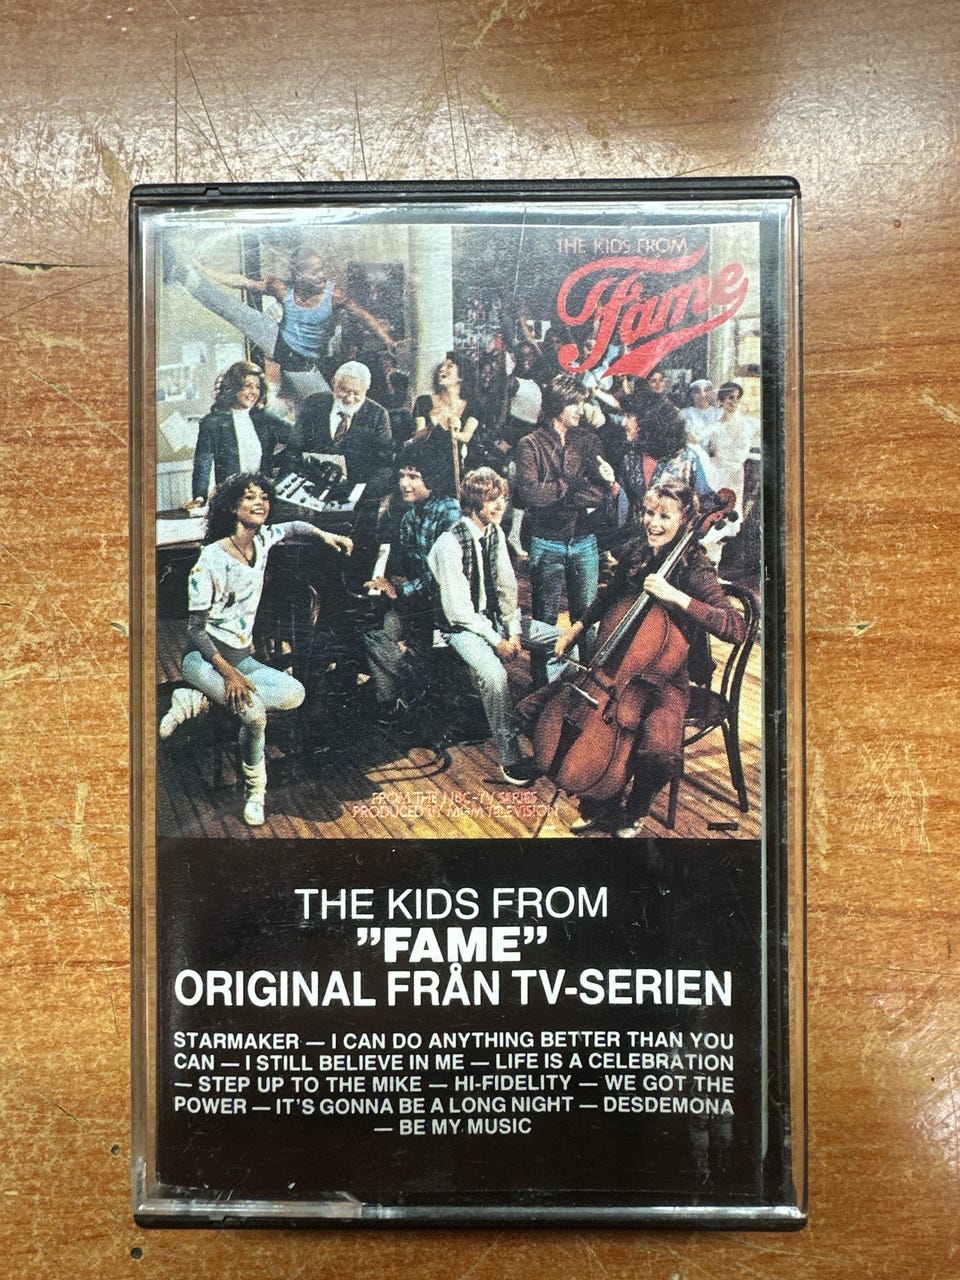 THE KIDS FROM
Fame
FROM THE NBC-TV SERIES
PRODUCED BY MGM TELEVISION
THE KIDS FROM
”FAME”
ORIGINAL FRÅN TV-SERIEN
STARMAKER — I CAN DO ANYTHING BETTER THAN YOU
CAN — I STILL BELIEVE IN ME — LIFE IS A CELEBRATION
— STEP UP TO THE MIKE — HI-FIDELITY — WE GOT THE
POWER — IT'S GONNA BE A LONG NIGHT — DESDEMONA
— BE MY MUSIC